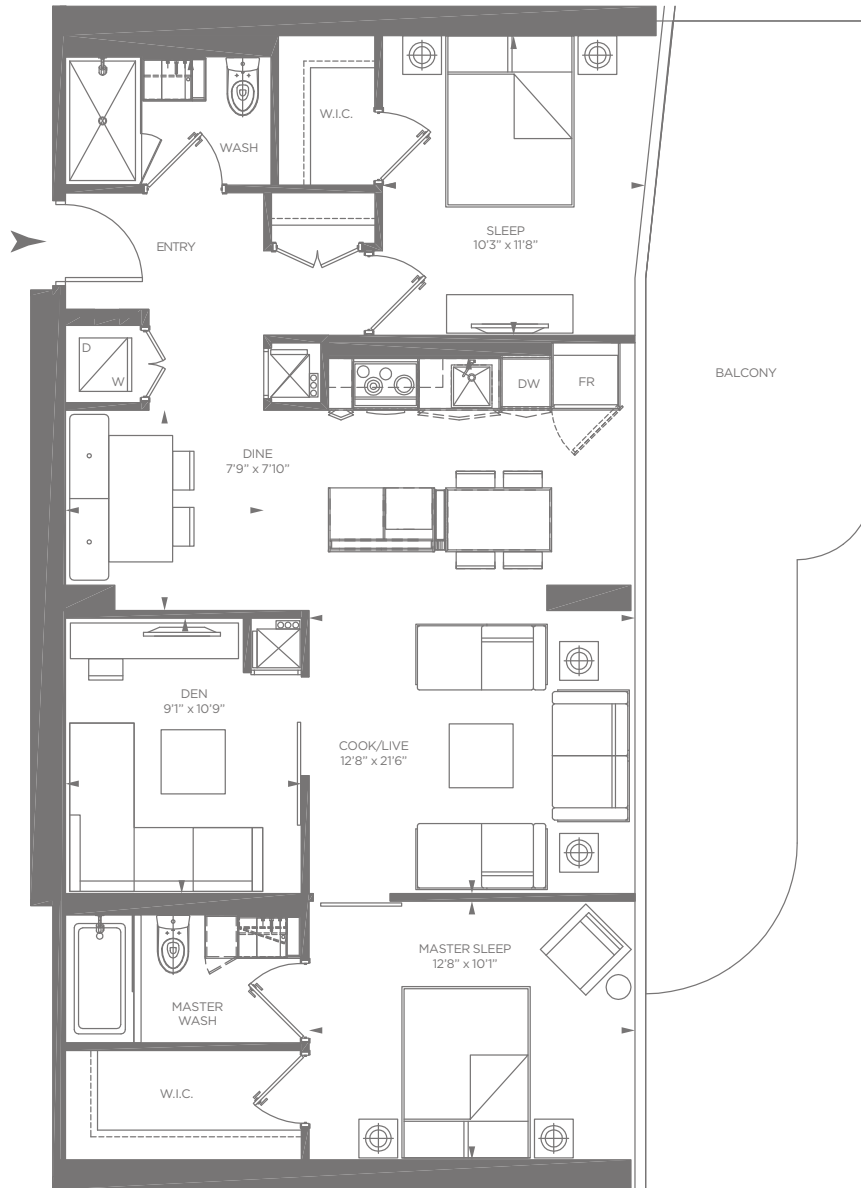 W.I.C.
WASH
SLEEP
10’3” x 11’8”
ENTRY
D
W
DW
FR
BALCONY
DINE
7’9” x 7’10”
DEN
9’1” x 10’9”
COOK/LIVE
12’8” x 21’6”
MASTER SLEEP
12’8” x 10’1”
MASTER
WASH
W.I.C.